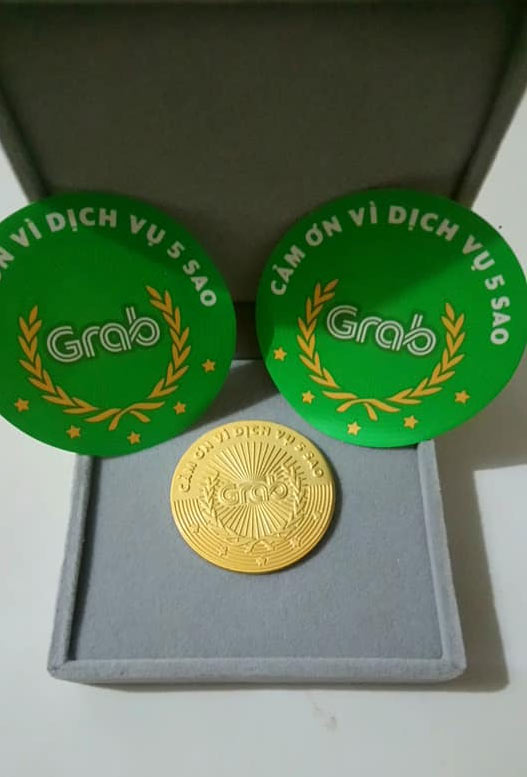 ƠN VÌ DỊCH VỤ 5 SAO
Grab
CẢM ƠN VÌ DỊCH VỤ 5 SAO
Grab
CẢM ƠN VÌ DỊCH VỤ 5 SAO
Grab